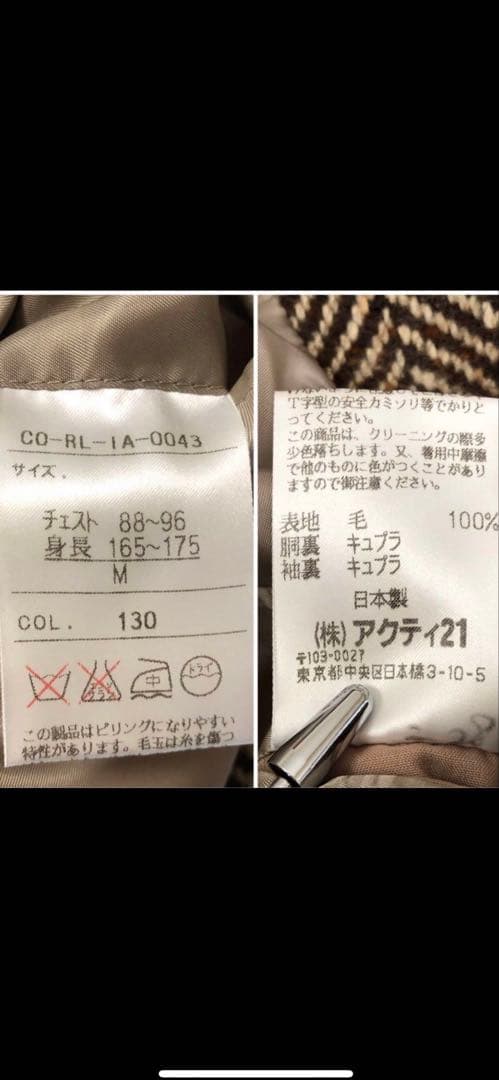 CO-RL-IA-0043
サイズ.
チェスト 88~96
身長 165~175
M
COL. 130
中
ドライ
この製品はピリングになりやすい
特性があります。毛玉は糸を傷つ
T字型の安全カミソリ等でかりと
ってください。
この商品は、クリーニングの際多
少色落ちします。又、着用中摩擦
で他のものに色がつくことがあり
ますので御注意ください。
表地 毛 100%
胴裏 キュプラ
袖裏 キュプラ
日本製
(株)アクティ21
〒103-0027
東京都中央区日本橋3-10-5